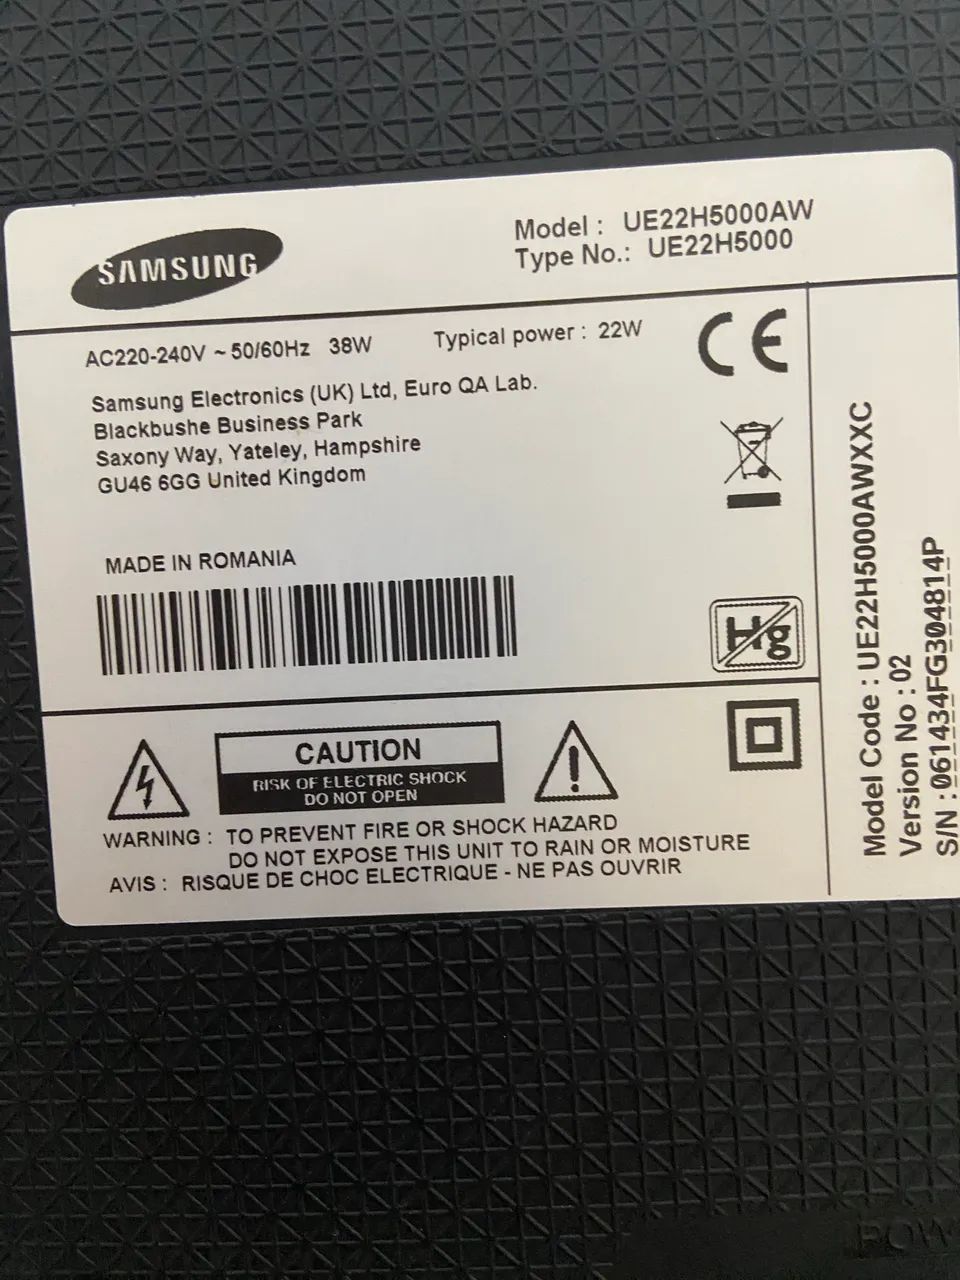 SAMSUNG
Model : UE22H5000AW
Type No.: UE22H5000
AC220-240V ~ 50/60Hz 38W
Typical power : 22W
Samsung Electronics (UK) Ltd, Euro QA Lab.
Blackbushe Business Park
Saxony Way, Yateley, Hampshire
GU46 6GG United Kingdom
MADE IN ROMANIA
CE
Hg
CAUTION
RISK OF ELECTRIC SHOCK
DO NOT OPEN
WARNING : TO PREVENT FIRE OR SHOCK HAZARD
DO NOT EXPOSE THIS UNIT TO RAIN OR MOISTURE
AVIS : RISQUE DE CHOC ELECTRIQUE - NE PAS OUVRIR
Model Code : UE22H5000AWXXC
Version No : 02
S/N : 061434FG304814P